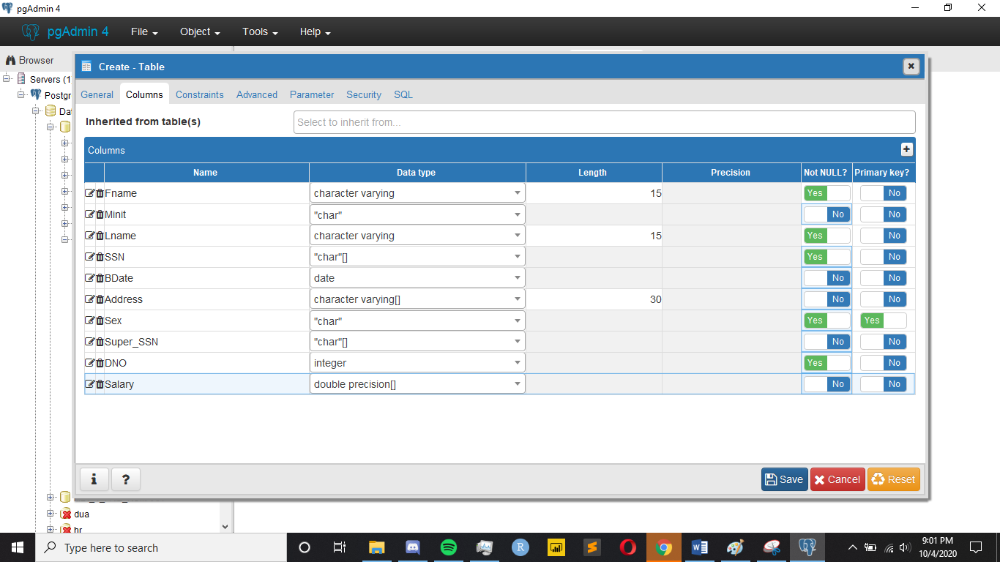 pgAdmin 4
pgAdmin 4 File Object Tools Help
Browser
Servers (1
Postgr
Da
dua
hr
Create - Table
General Columns Constraints Advanced Parameter Security SQL
Inherited from table(s) Select to inherit from...
Columns
Name Data type Length Precision Not NULL? Primary key?
Fname character varying 15 Yes No
Minit "char" No No
Lname character varying 15 Yes No
SSN "char"[] Yes No
BDate date No No
Address character varying[] 30 No No
Sex "char" Yes Yes
Super_SSN "char"[] No No
DNO integer Yes No
Salary double precision[] No No
i ? Save Cancel Reset
Type here to search
R
9:01 PM
10/4/2020